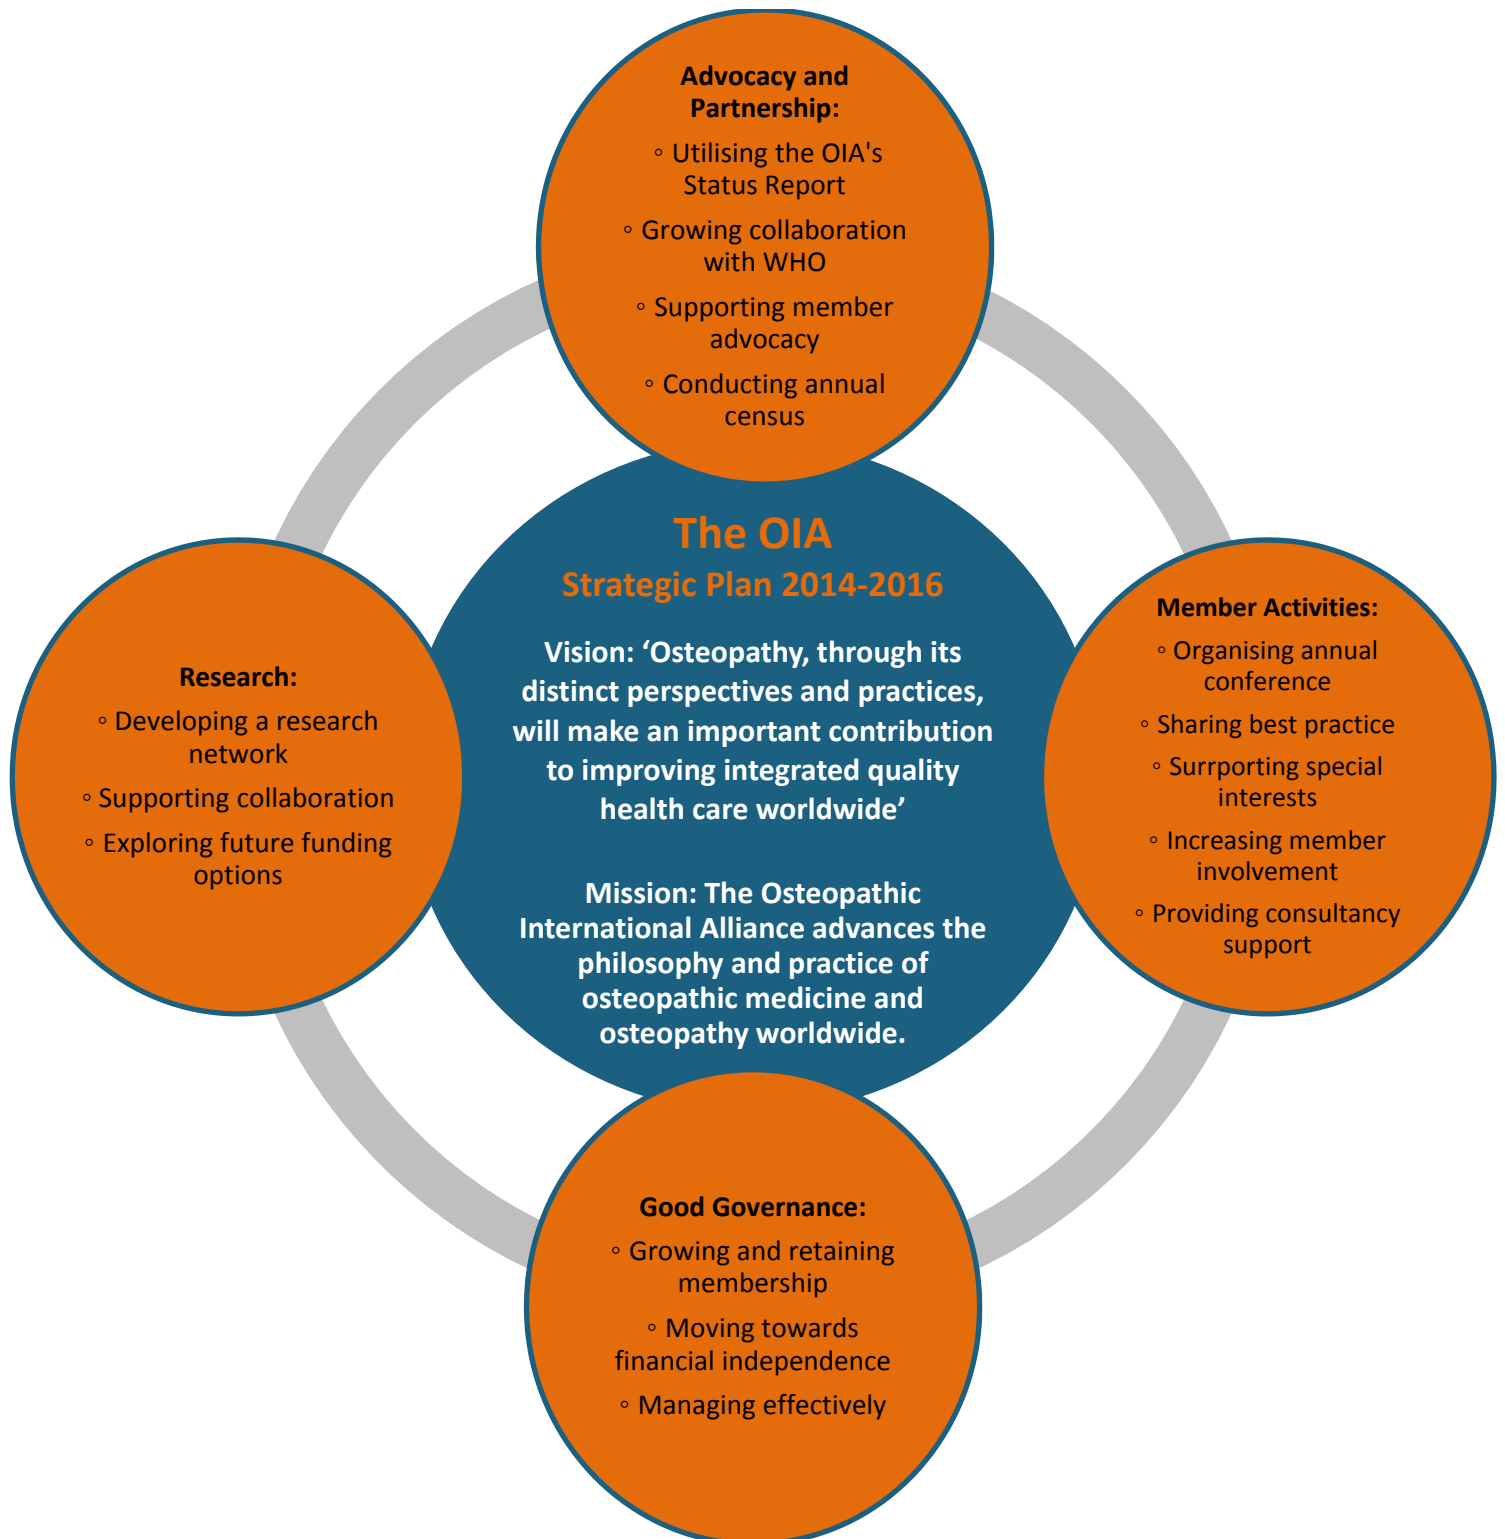 Advocacy and
Partnership:
◦ Utilising the OIA's
Status Report
◦ Growing collaboration
with WHO
◦ Supporting member
advocacy
◦ Conducting annual
census
The OIA
Strategic Plan 2014-2016
Vision: ‘Osteopathy, through its
distinct perspectives and practices,
will make an important contribution
to improving integrated quality
health care worldwide’
Mission: The Osteopathic
International Alliance advances the
philosophy and practice of
osteopathic medicine and
osteopathy worldwide.
Member Activities:
◦ Organising annual
conference
◦ Sharing best practice
◦ Surrporting special
interests
◦ Increasing member
involvement
◦ Providing consultancy
support
Research:
◦ Developing a research
network
◦ Supporting collaboration
◦ Exploring future funding
options
Good Governance:
◦ Growing and retaining
membership
◦ Moving towards
financial independence
◦ Managing effectively